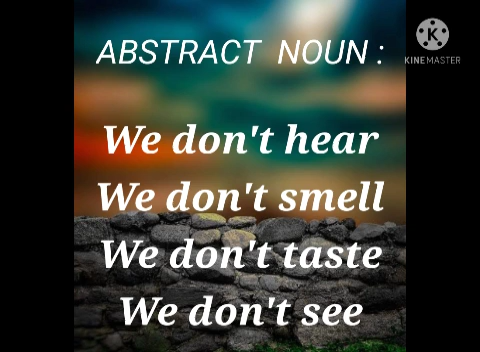 ABSTRACT NOUN :
KINEMASTER
We don't hear
We don't smell
We don't taste
We don't see